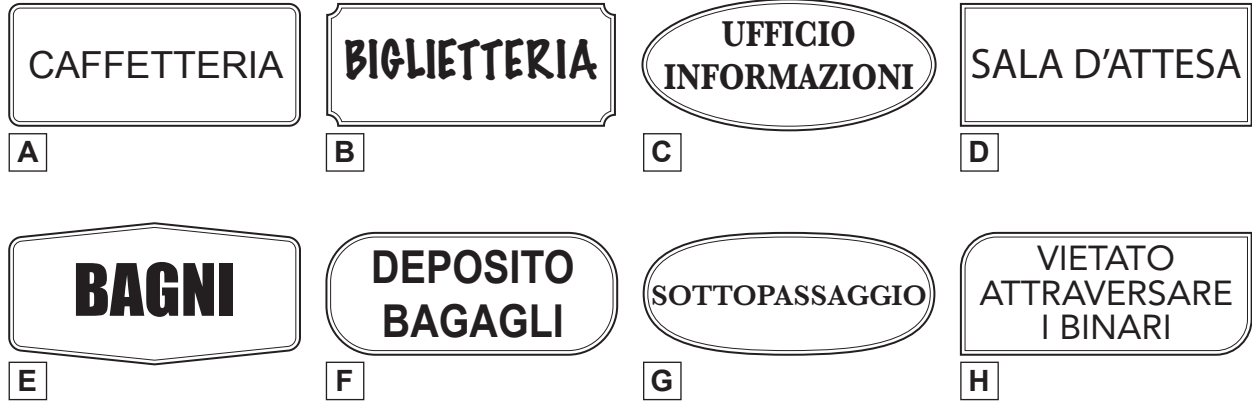 CAFFETTERIA
A
BIGLIETTERIA
B
UFFICIO
INFORMAZIONI
C
SALA D’ATTESA
D
BAGNI
E
DEPOSITO
BAGAGLI
F
SOTTOPASSAGGIO
G
VIETATO
ATTRAVERSARE
I BINARI
H